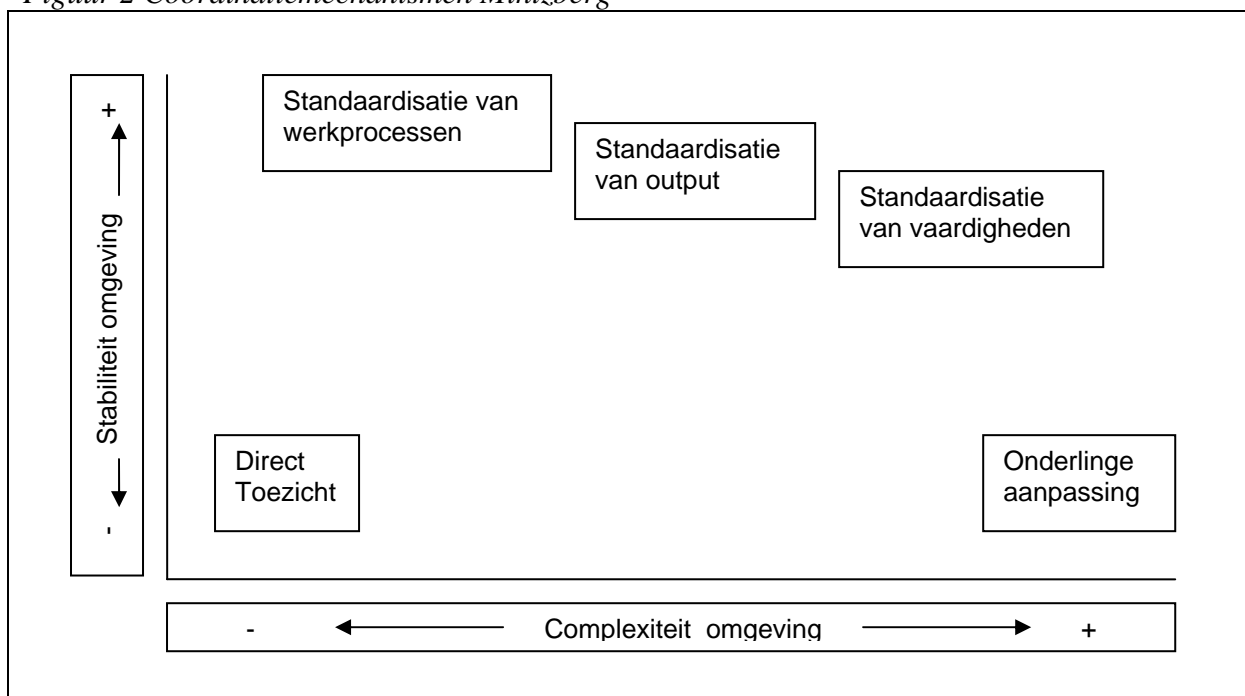 Figuur 2 Coördinatiemechanismen Mintzberg
+
Stabiliteit omgeving
-
Standaardisatie van
werkprocessen
Standaardisatie
van output
Standaardisatie
van vaardigheden
Direct
Toezicht
Onderlinge
aanpassing
- Complexiteit omgeving +